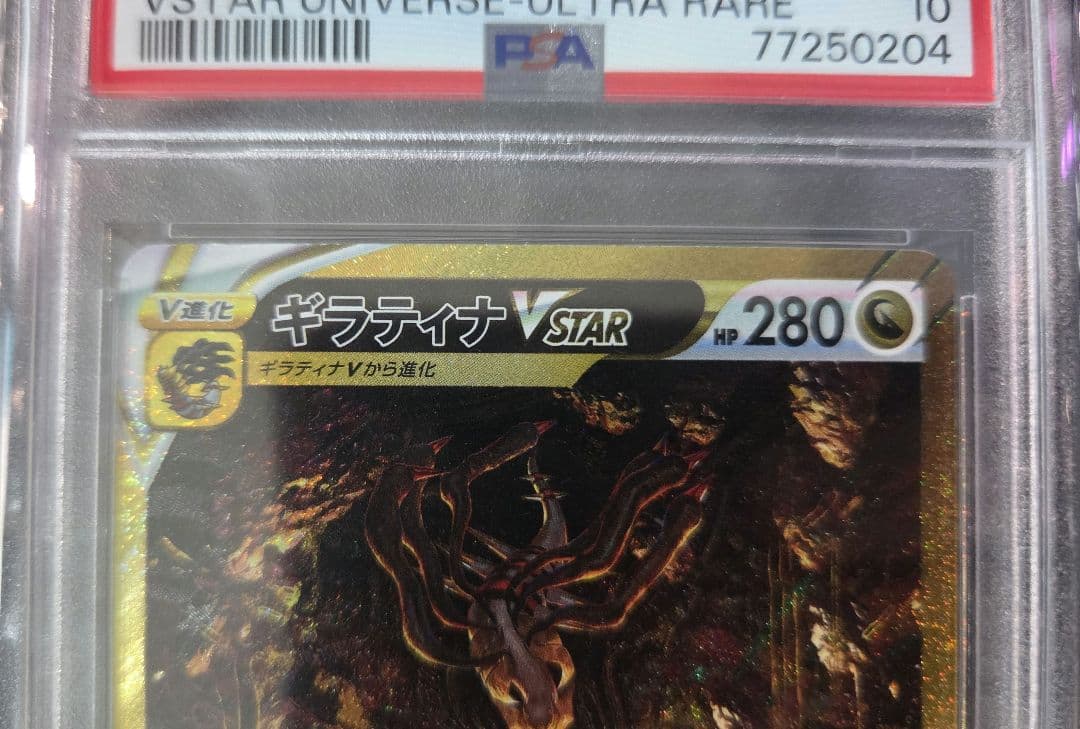 VSTAR UNIVERSE-ULTRA RARE 10
PSA 77250204
V進化 ギラティナ VSTAR HP 280
ギラティナVから進化